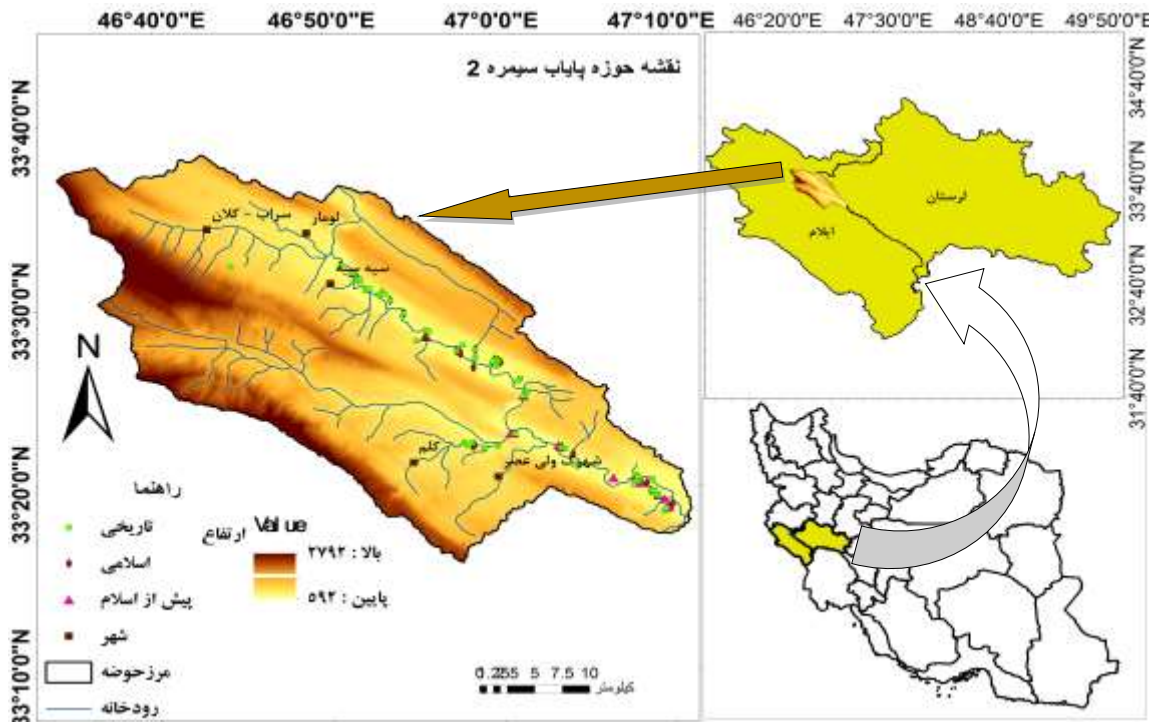 46°40'0"E 46°50'0"E 47°0'0"E 47°10'0"E
46°20'0"E 47°30'0"E 48°40'0"E 49°50'0"E
نقشه حوزه پایاب سیمره 2
33°40'0"N
33°30'0"N
33°20'0"N
33°10'0"N
34°40'0"N
33°40'0"N
32°40'0"N
31°40'0"N
لرستان
ایلام
سراب - کلان
لومار
سیه سیه
کلم
شهرک ولی عصر
N
راهنما
تاریخی
اسلامی
پیش از اسلام
شهر
مرزحوضه
رودخانه
ارتفاع Value
بالا : ۲۷۹۲
پایین : ۵۹۲
5 7.5 10
کیلومتر